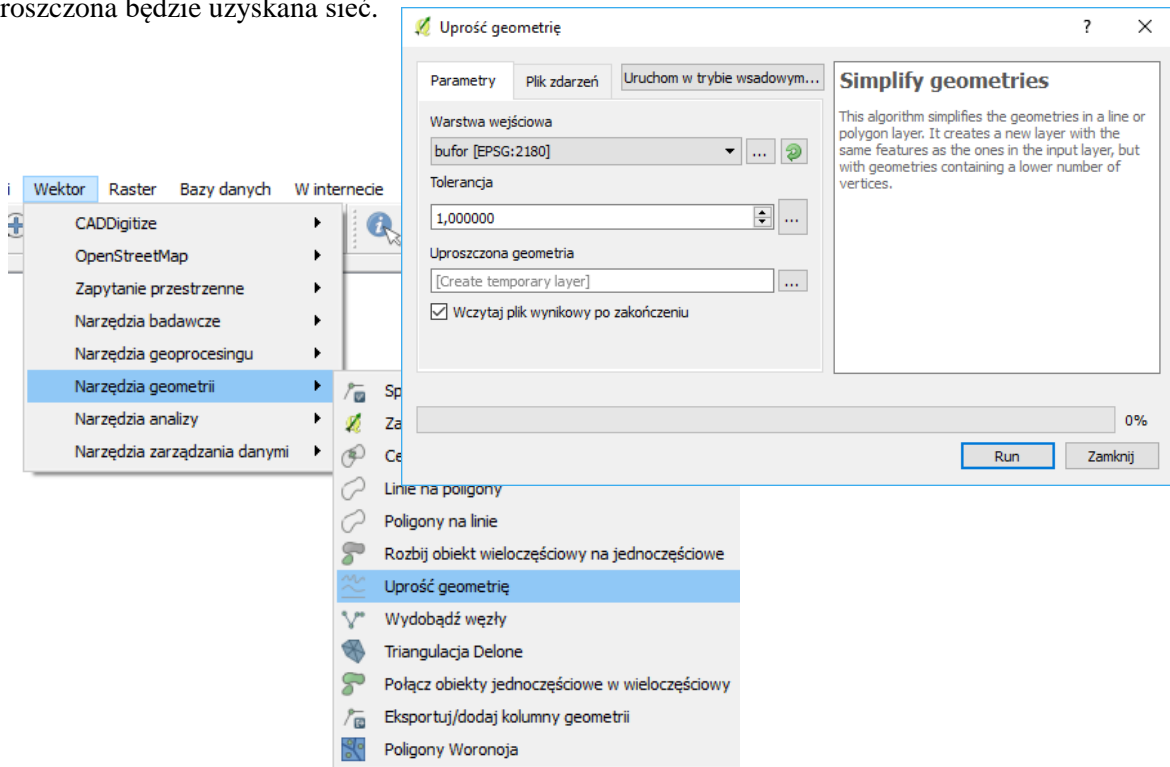 roszczona będzie uzyskana sieć.
Uprość geometrię
Parametry Plik zdarzeń Uruchom w trybie wsadowym...
Simplify geometries
This algorithm simplifies the geometries in a line or
polygon layer. It creates a new layer with the
same features as the ones in the input layer, but
with geometries containing a lower number of
vertices.
Warstwa wejściowa
bufor [EPSG:2180]
...
Tolerancja
1,000000
...
Uproszczona geometria
[Create temporary layer]
...
Wczytaj plik wynikowy po zakończeniu
0%
Run Zamknij
i Wektor Raster Bazy danych W internecie
CADDigitize
OpenStreetMap
Zapytanie przestrzenne
Narzędzia badawcze
Narzędzia geoprocesingu
Narzędzia geometrii
Narzędzia analizy
Narzędzia zarządzania danymi
Sp
Za
Ce
Linie na poligony
Poligony na linie
Rozbij obiekt wieloczęściowy na jednoczęściowe
Uprość geometrię
Wydobądź węzły
Triangulacja Delone
Połącz obiekty jednoczęściowe w wieloczęściowy
Eksportuj/dodaj kolumny geometrii
Poligony Woronoja